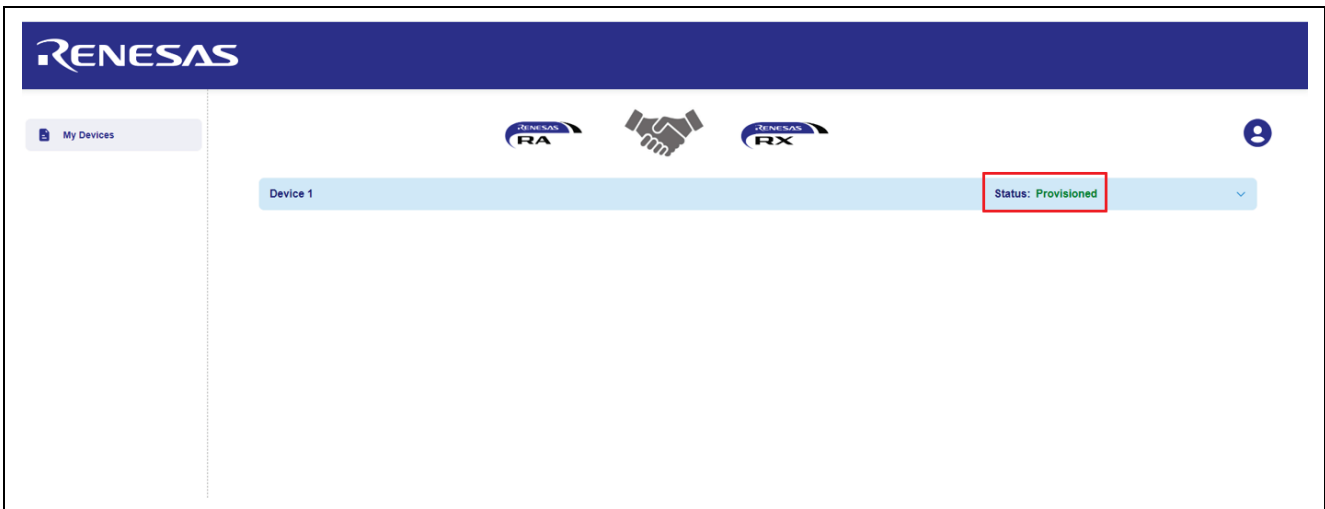 RENESAS
My Devices
RENESAS
RA
RENESAS
RX
Device 1
Status: Provisioned